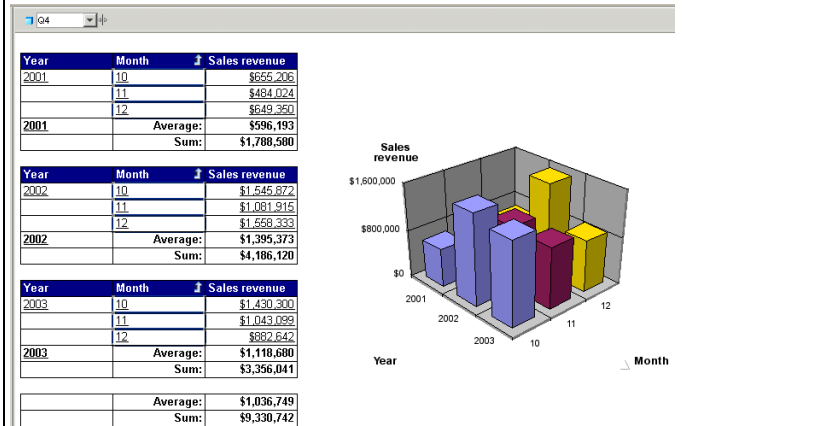 Q4
Year Month Sales revenue
2001 10 $655,206
11 $484,024
12 $649,350
2001 Average: $596,193
Sum: $1,788,580
Year Month Sales revenue
2002 10 $1,545,872
11 $1,081,915
12 $1,558,333
2002 Average: $1,395,373
Sum: $4,186,120
Year Month Sales revenue
2003 10 $1,430,300
11 $1,043,099
12 $882,642
2003 Average: $1,118,680
Sum: $3,356,041
Average: $1,036,749
Sum: $9,330,742
Sales
revenue
$1,600,000
$800,000
$0
2001
2002
2003
10
11
12
Year
Month